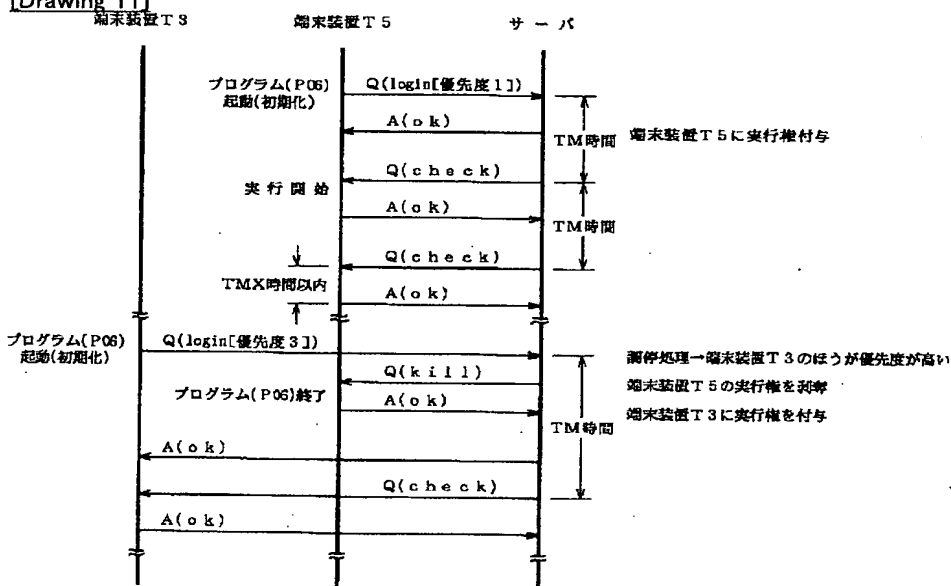 [Drawing 11]
端末装置T3 端末装置T5 サーバ
プログラム(P06) Q(login[優先度1])
起動(初期化)
A(ok) TM時間 端末装置T5に実行権付与
Q(check)
実行開始
A(ok) TM時間
Q(check)
TMX時間以内
A(ok)
プログラム(P06) Q(login[優先度3])
起動(初期化) 調停処理→端末装置T3のほうが優先度が高い
Q(kill) 端末装置T5の実行権を剥奪
プログラム(P06)終了 A(ok) 端末装置T3に実行権を付与
TM時間
A(ok)
Q(check)
A(ok)